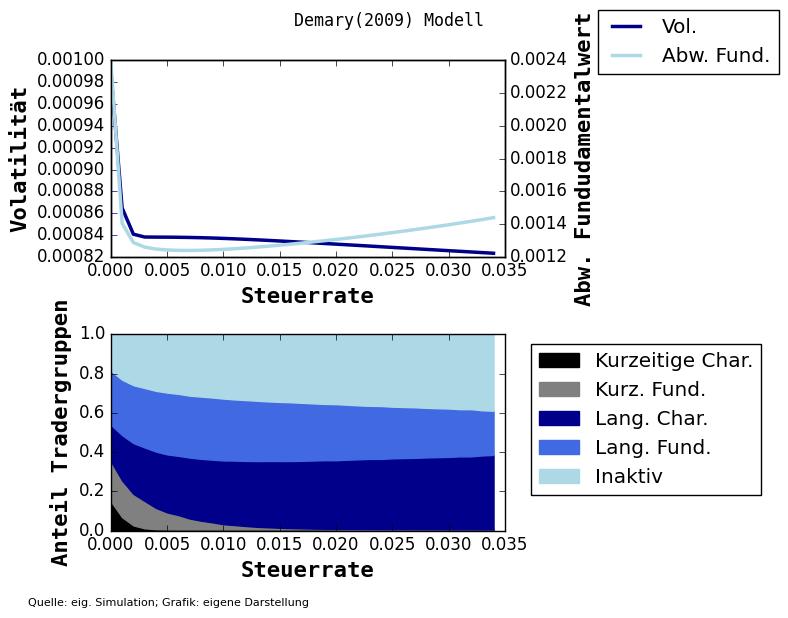 Demary(2009) Modell
Vol.
Abw. Fund.
Volatilität
0.00100
0.00098
0.00096
0.00094
0.00092
0.00090
0.00088
0.00086
0.00084
0.00082
0.0024
0.0022
0.0020
0.0018
0.0016
0.0014
0.0012
Abw. Fundudamentalwert
0.000 0.005 0.010 0.015 0.020 0.025 0.030 0.035
Steuerrate
Anteil Tradergruppen
1.0
0.8
0.6
0.4
0.2
0.0
Kurzeitige Char.
Kurz. Fund.
Lang. Char.
Lang. Fund.
Inaktiv
0.000 0.005 0.010 0.015 0.020 0.025 0.030 0.035
Steuerrate
Quelle: eig. Simulation; Grafik: eigene Darstellung